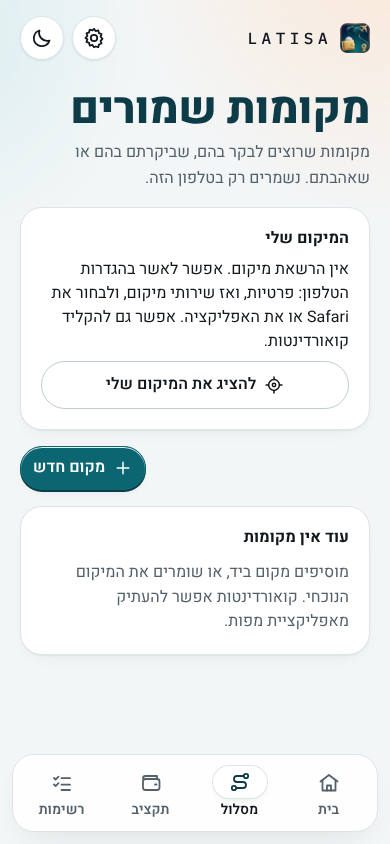 LATISA
מקומות שמורים
מקומות שרוצים לבקר בהם, שביקרתם בהם או
שאהבתם. נשמרים רק בטלפון הזה.
המיקום שלי
אין הרשאת מיקום. אפשר לאשר בהגדרות
הטלפון: פרטיות, ואז שירותי מיקום, ולבחור את
Safari או את האפליקציה. אפשר גם להקליד
קואורדינטות.
להציג את המיקום שלי
מקום חדש
עוד אין מקומות
מוסיפים מקום ביד, או שומרים את המיקום
הנוכחי. קואורדינטות אפשר להעתיק
מאפליקציית מפות.
בית
מסלול
תקציב
רשימות